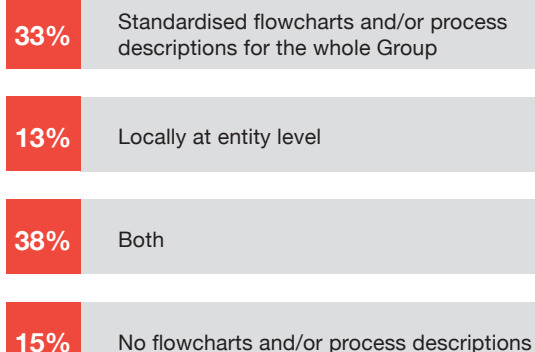 33%
Standardised flowcharts and/or process
descriptions for the whole Group
13%
Locally at entity level
38%
Both
15%
No flowcharts and/or process descriptions